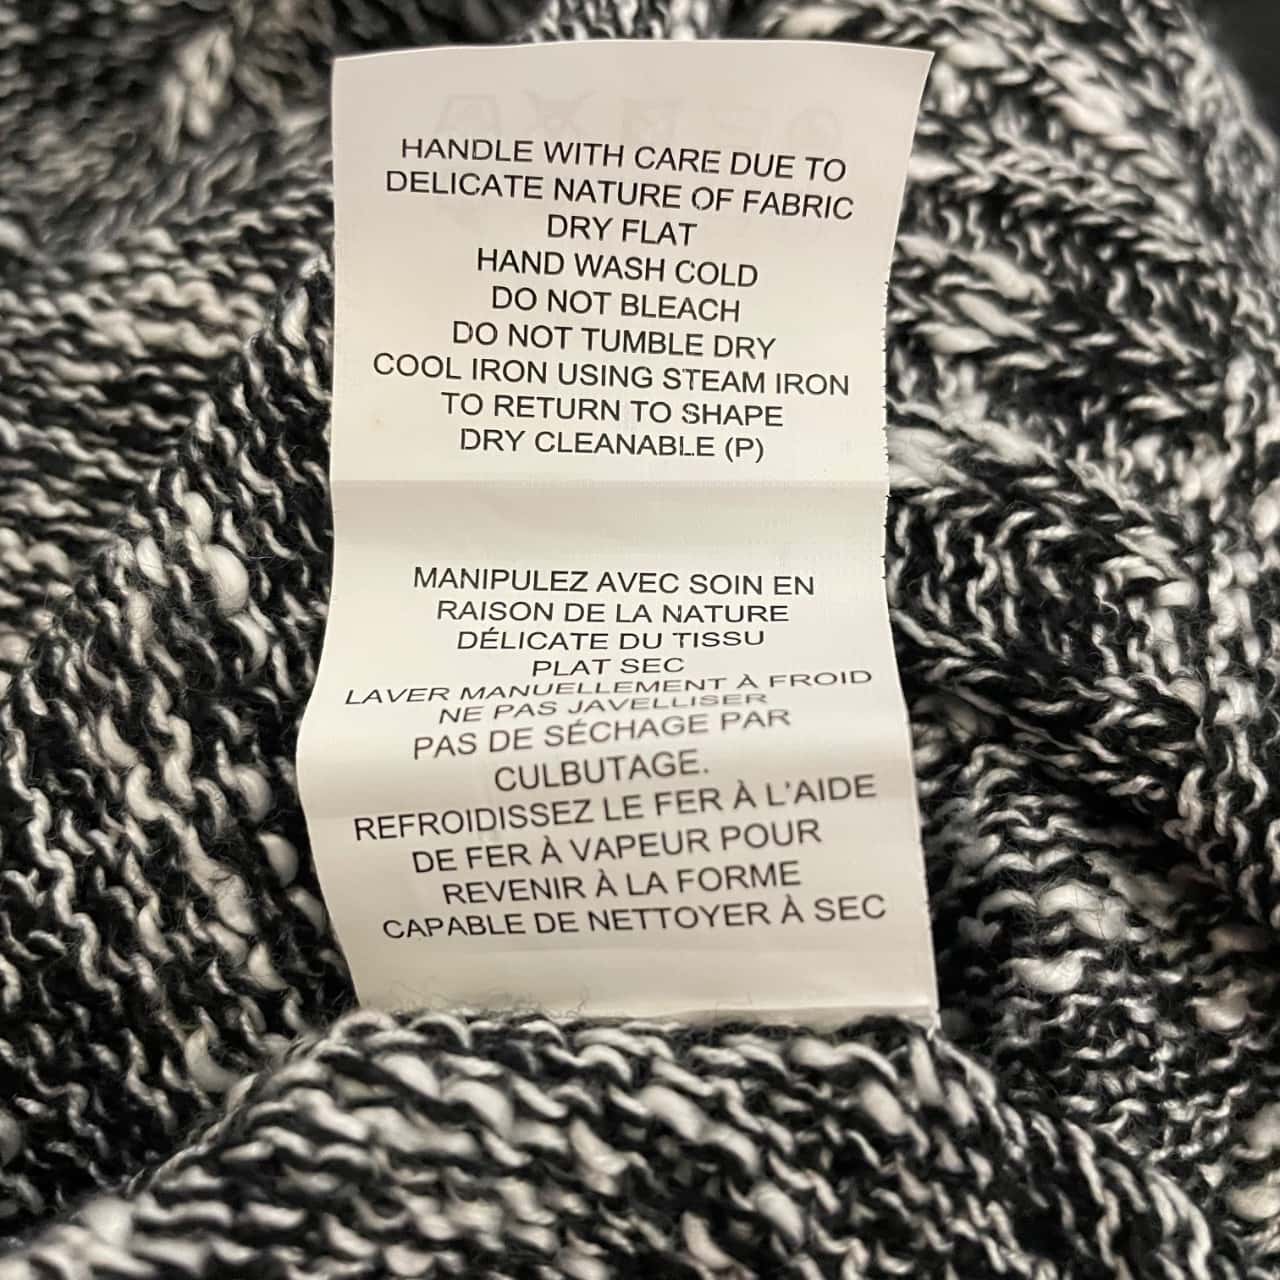 HANDLE WITH CARE DUE TO
DELICATE NATURE OF FABRIC
DRY FLAT
HAND WASH COLD
DO NOT BLEACH
DO NOT TUMBLE DRY
COOL IRON USING STEAM IRON
TO RETURN TO SHAPE
DRY CLEANABLE (P)
MANIPULEZ AVEC SOIN EN
RAISON DE LA NATURE
DÉLICATE DU TISSU
PLAT SEC
LAVER MANUELLEMENT À FROID
NE PAS JAVELLISER
PAS DE SÉCHAGE PAR
CULBUTAGE.
REFROIDISSEZ LE FER À L'AIDE
DE FER À VAPEUR POUR
REVENIR À LA FORME
CAPABLE DE NETTOYER À SEC